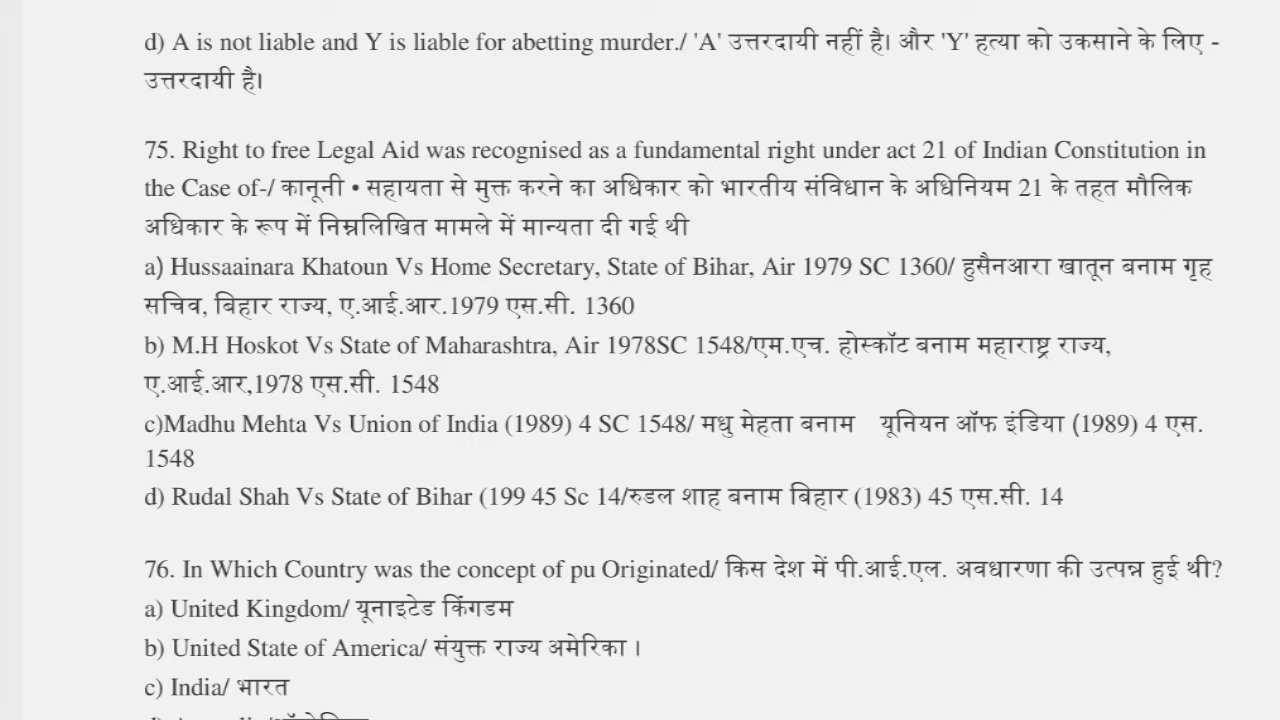 d) A is not liable and Y is liable for abetting murder./ 'A' उत्तरदायी नहीं है। और 'Y' हत्या को उकसाने के लिए -
उत्तरदायी है।
75. Right to free Legal Aid was recognised as a fundamental right under act 21 of Indian Constitution in
the Case of-/ कानूनी • सहायता से मुक्त करने का अधिकार को भारतीय संविधान के अधिनियम 21 के तहत मौलिक
अधिकार के रूप में निम्नलिखित मामले में मान्यता दी गई थी
a) Hussaainara Khatoun Vs Home Secretary, State of Bihar, Air 1979 SC 1360/ हुसैनआरा खातून बनाम गृह
सचिव, बिहार राज्य, ए.आई.आर.1979 एस.सी. 1360
b) M.H Hoskot Vs State of Maharashtra, Air 1978SC 1548/एम.एच. होस्कॉट बनाम महाराष्ट्र राज्य,
ए.आई.आर,1978 एस.सी. 1548
c)Madhu Mehta Vs Union of India (1989) 4 SC 1548/ मधु मेहता बनाम यूनियन ऑफ इंडिया (1989) 4 एस.
1548
d) Rudal Shah Vs State of Bihar (199 45 Sc 14/रुडल शाह बनाम बिहार (1983) 45 एस.सी. 14
76. In Which Country was the concept of pu Originated/ किस देश में पी.आई.एल. अवधारणा की उत्पन्न हुई थी?
a) United Kingdom/ यूनाइटेड किंगडम
b) United State of America/ संयुक्त राज्य अमेरिका ।
c) India/ भारत